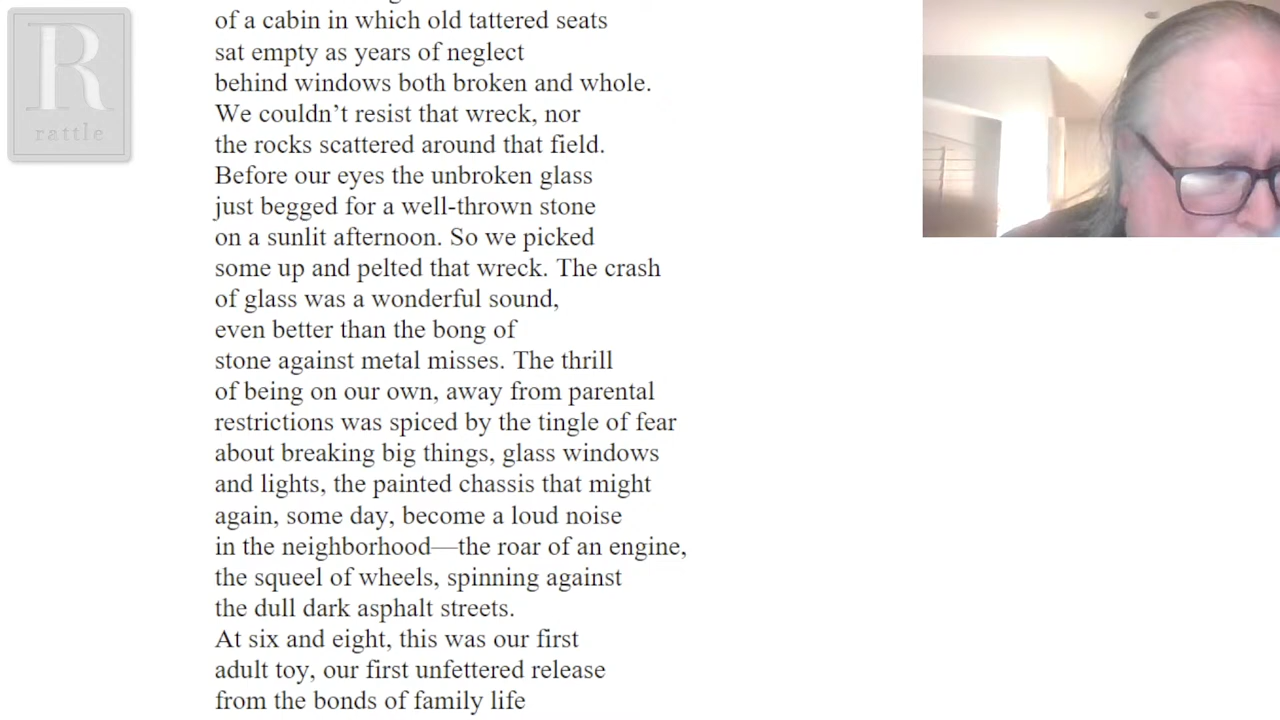 R
rattle
of a cabin in which old tattered seats
sat empty as years of neglect
behind windows both broken and whole.
We couldn’t resist that wreck, nor
the rocks scattered around that field.
Before our eyes the unbroken glass
just begged for a well-thrown stone
on a sunlit afternoon. So we picked
some up and pelted that wreck. The crash
of glass was a wonderful sound,
even better than the bong of
stone against metal misses. The thrill
of being on our own, away from parental
restrictions was spiced by the tingle of fear
about breaking big things, glass windows
and lights, the painted chassis that might
again, some day, become a loud noise
in the neighborhood—the roar of an engine,
the squeel of wheels, spinning against
the dull dark asphalt streets.
At six and eight, this was our first
adult toy, our first unfettered release
from the bonds of family life